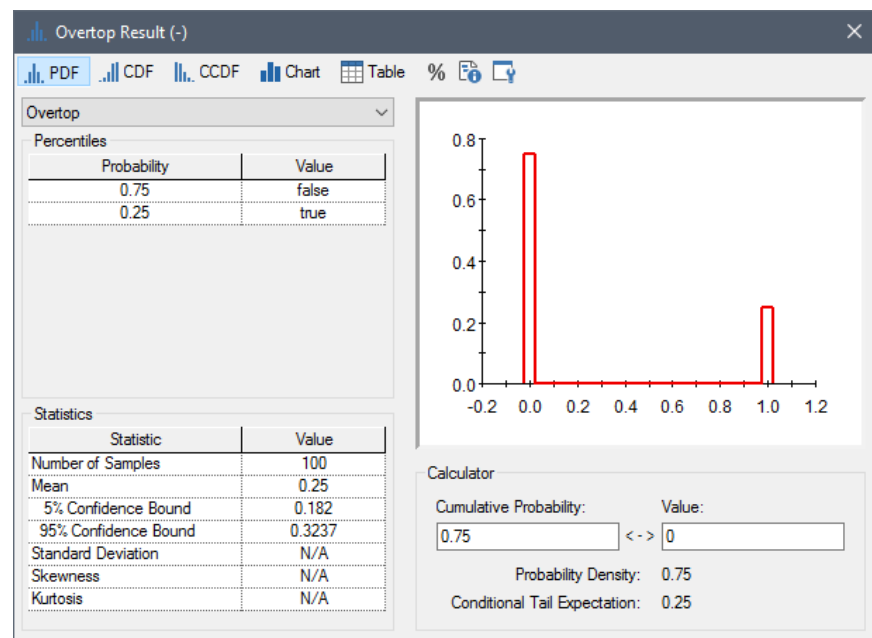 Overtop Result (-)
PDF CDF CCDF Chart Table %
Overtop
Percentiles
Probability Value
0.75 false
0.25 true
Statistics
Statistic Value
Number of Samples 100
Mean 0.25
5% Confidence Bound 0.182
95% Confidence Bound 0.3237
Standard Deviation N/A
Skewness N/A
Kurtosis N/A
0.8
0.6
0.4
0.2
0.0
-0.2 0.0 0.2 0.4 0.6 0.8 1.0 1.2
Calculator
Cumulative Probability: Value:
0.75 <-> 0
Probability Density: 0.75
Conditional Tail Expectation: 0.25